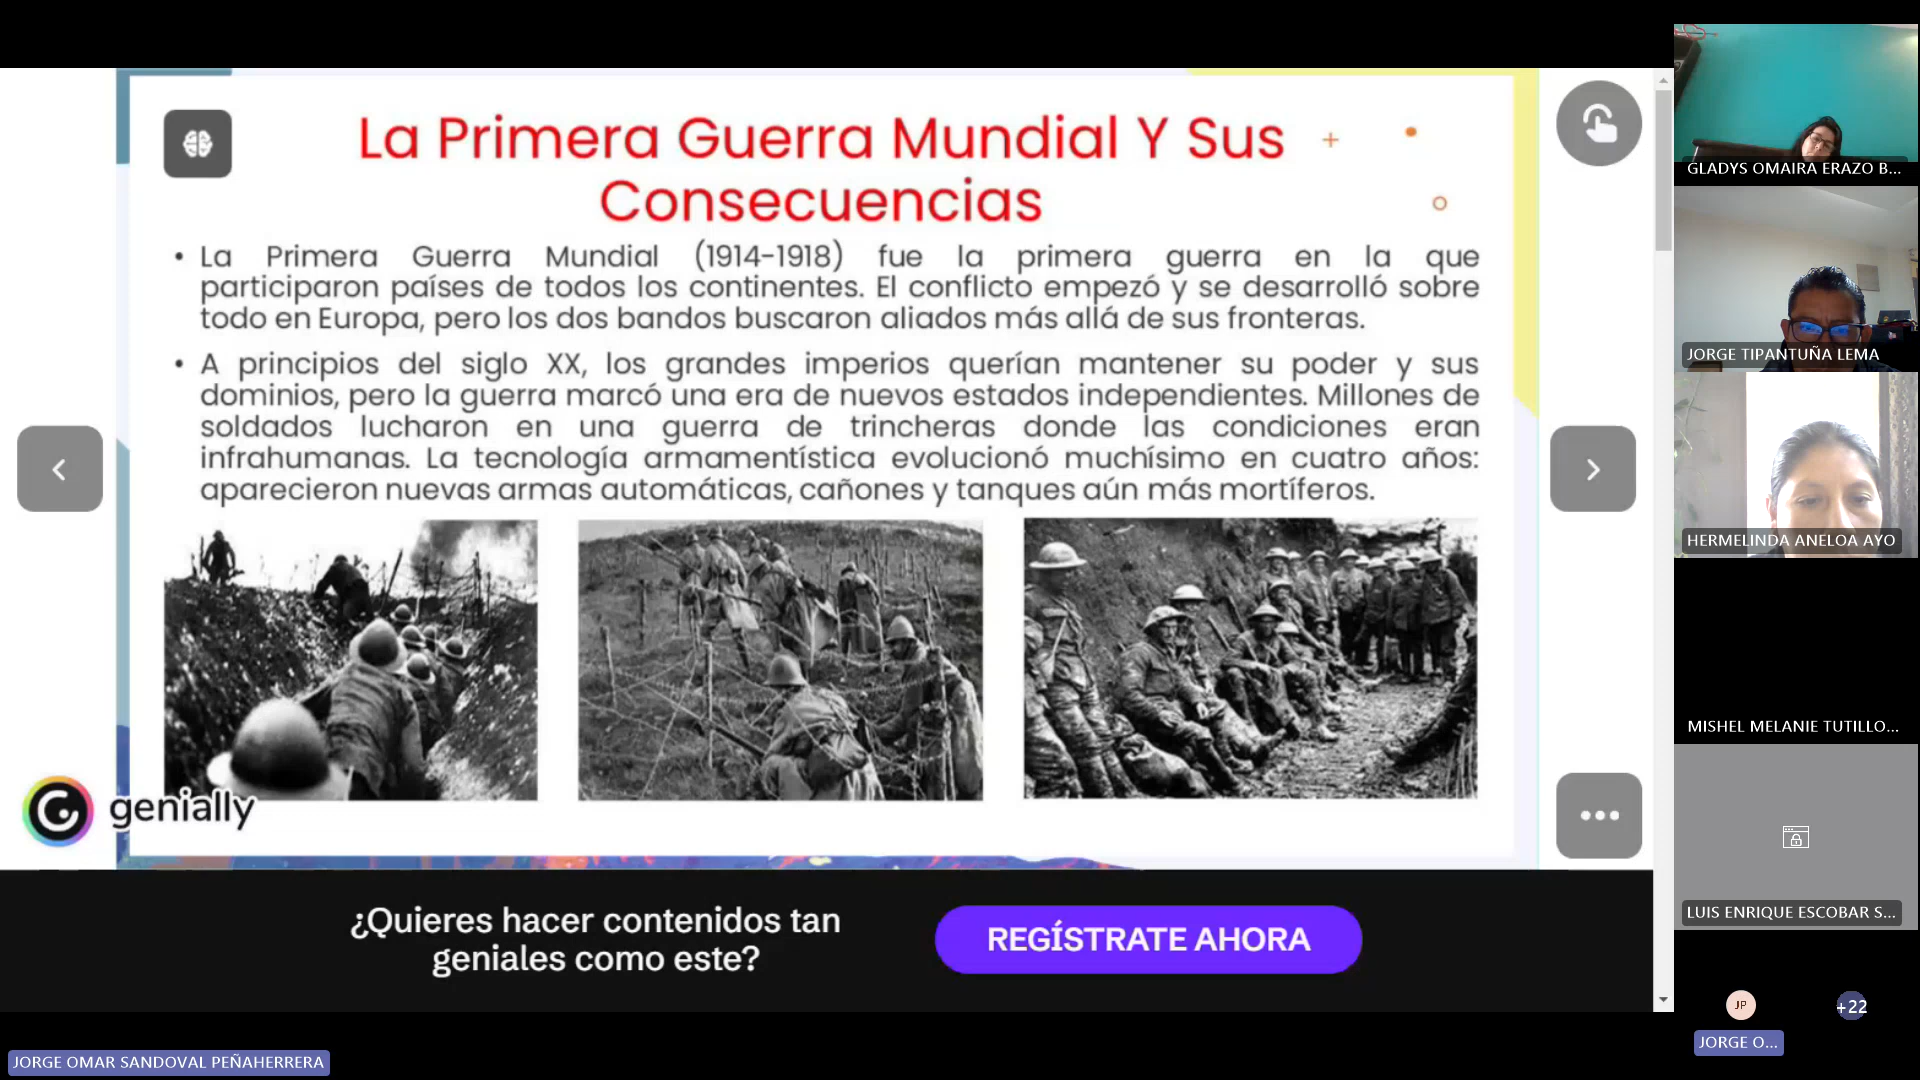 La Primera Guerra Mundial Y Sus
Consecuencias
• La Primera Guerra Mundial (1914-1918) fue la primera guerra en la que
participaron países de todos los continentes. El conflicto empezó y se desarrolló sobre
todo en Europa, pero los dos bandos buscaron aliados más allá de sus fronteras.
• A principios del siglo XX, los grandes imperios querían mantener su poder y sus
dominios, pero la guerra marcó una era de nuevos estados independientes. Millones de
soldados lucharon en una guerra de trincheras donde las condiciones eran
infrahumanas. La tecnología armamentística evolucionó muchísimo en cuatro años:
aparecieron nuevas armas automáticas, cañones y tanques aún más mortíferos.
genially
¿Quieres hacer contenidos tan
geniales como este?
REGÍSTRATE AHORA
JORGE OMAR SANDOVAL PEÑAHERRERA
GLADYS OMAIRA ERAZO B...
JORGE TIPANTUÑA LEMA
HERMELINDA ANELOA AYO
MISHEL MELANIE TUTILLO...
LUIS ENRIQUE ESCOBAR S...
JP
+22
JORGE O...